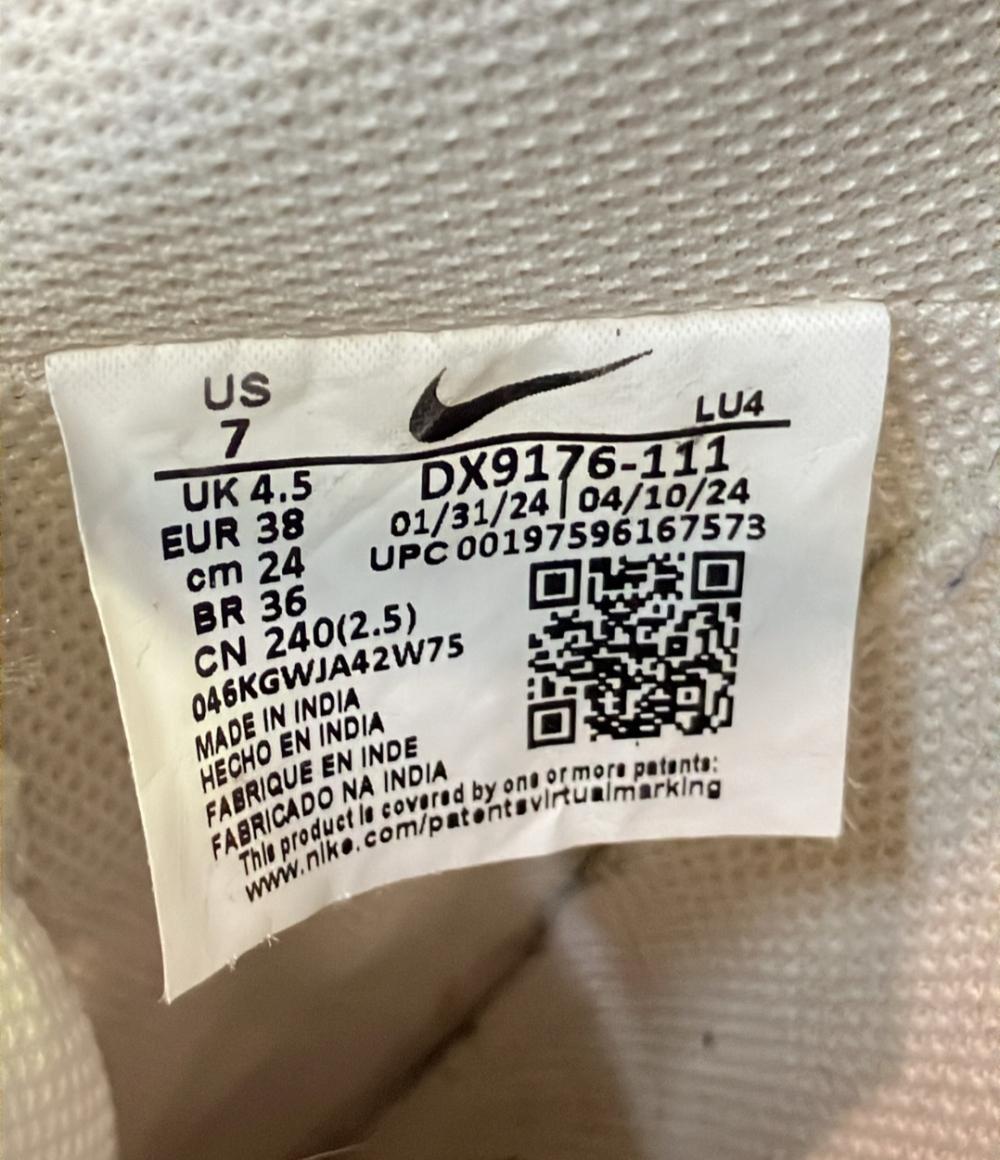 US
7
LU4
UK 4.5
EUR 38
cm 24
BR 36
CN 240(2.5)
DX9176-111
01/31/24 | 04/10/24
UPC 00197596167573
046KGWJA42W75
MADE IN INDIA
HECHO EN INDIA
FABRIQUE EN INDE
FABRICADO NA INDIA
This product is covered by one or more patents:
www.nike.com/patentsvirtualmarking